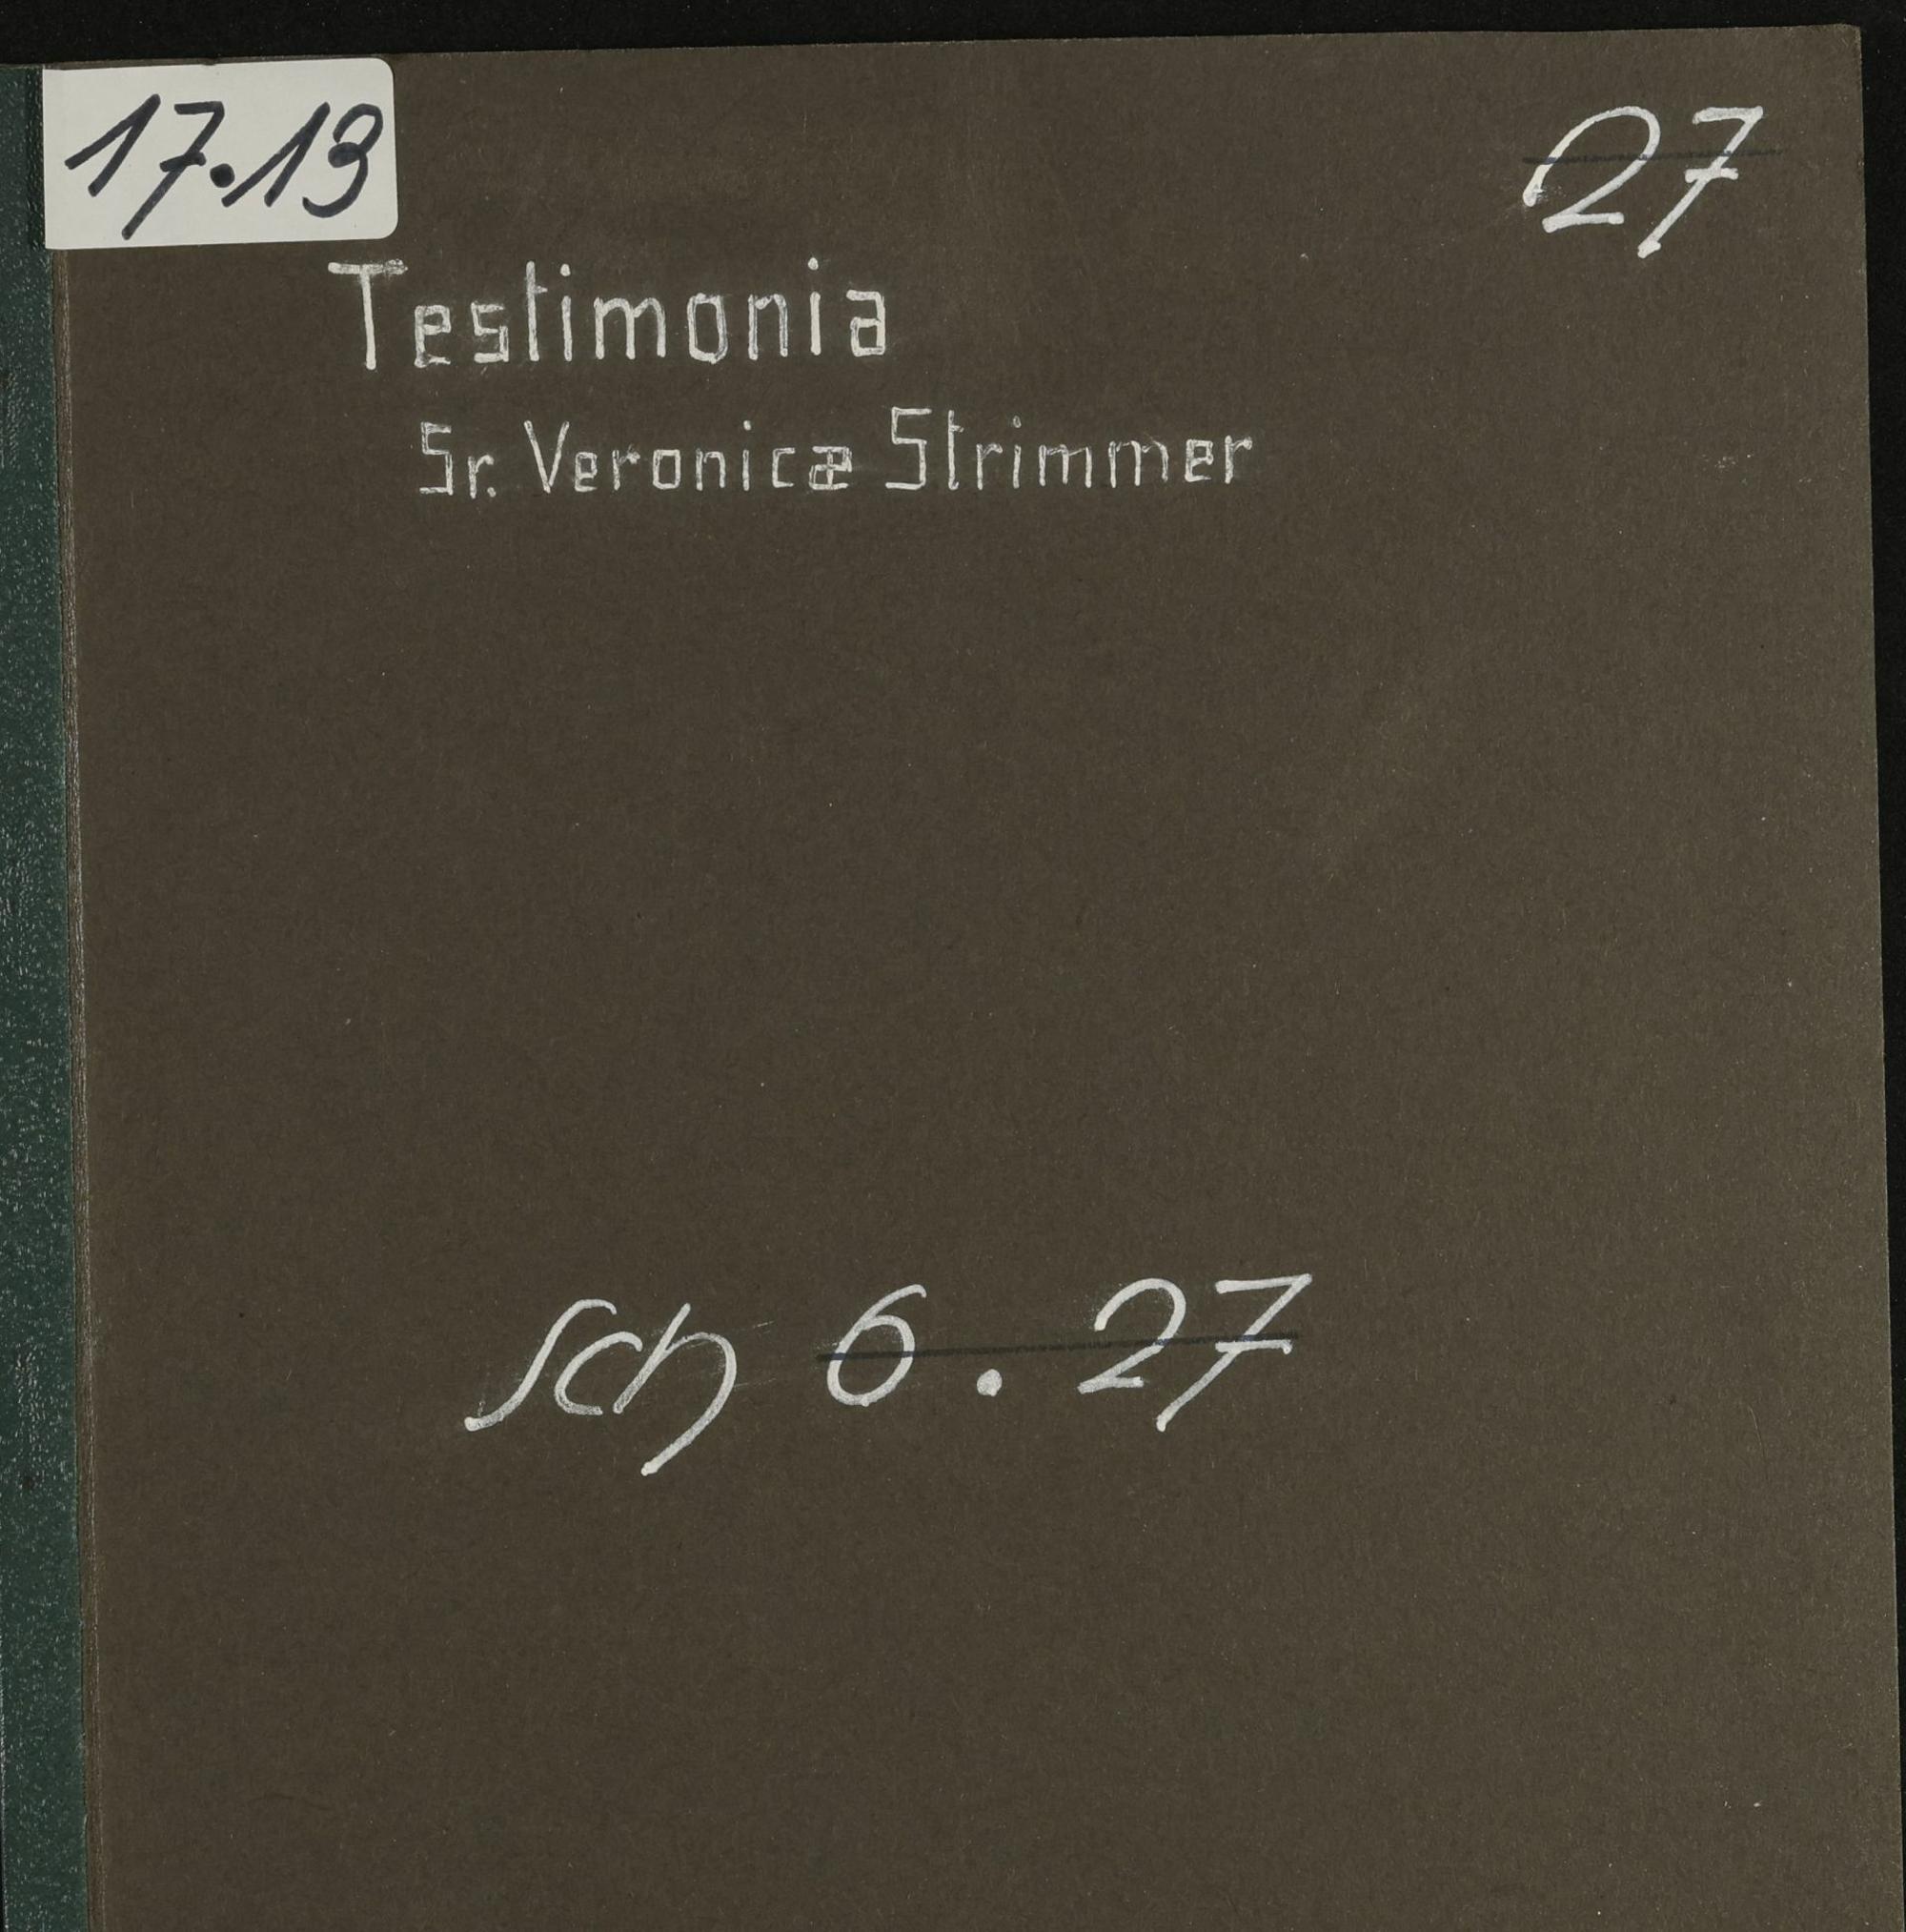 17.13
27
Testimonia
Sr. Veronicæ Strimmer
Sch 6.27